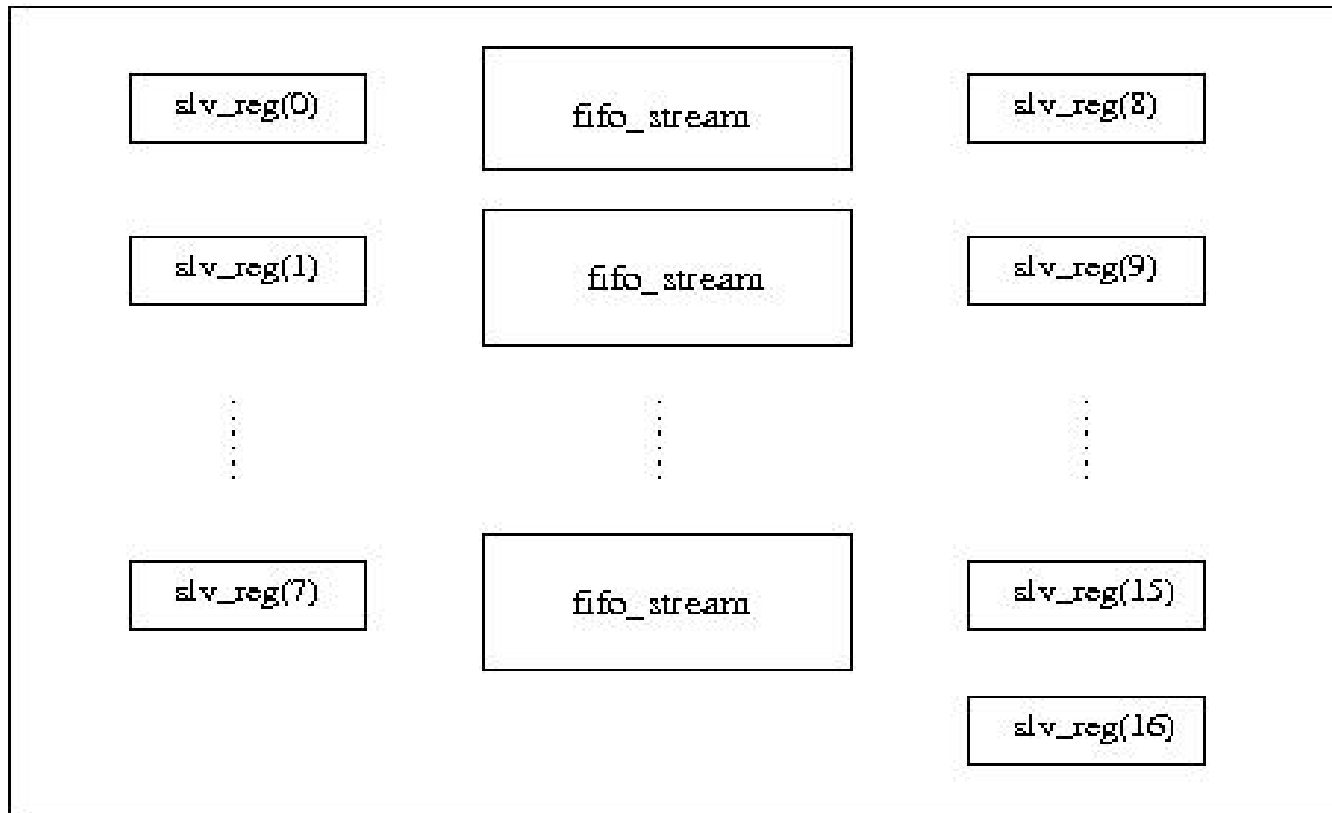 slv_reg(0) fifo_stream slv_reg(8)
slv_reg(1) fifo_stream slv_reg(9)
slv_reg(7) fifo_stream slv_reg(15)
slv_reg(16)